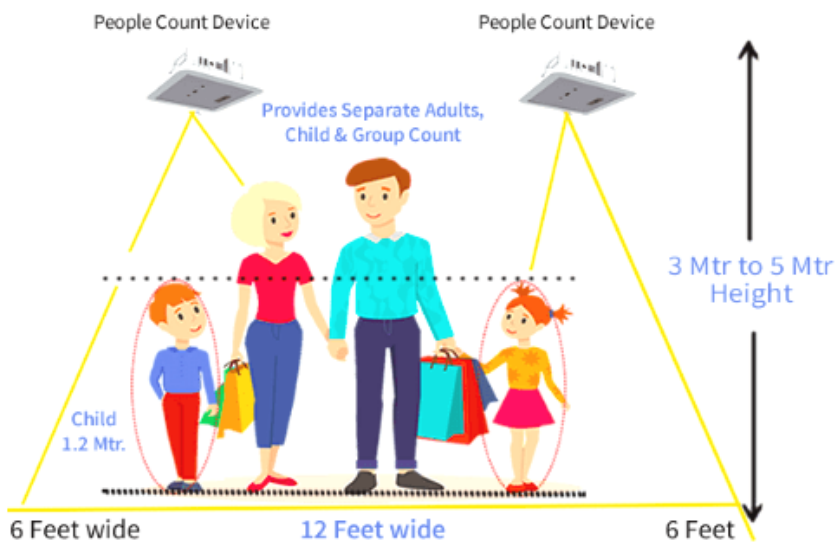 People Count Device
People Count Device
Provides Separate Adults,
Child & Group Count
3 Mtr to 5 Mtr
Height
Child
1.2 Mtr.
6 Feet wide
12 Feet wide
6 Feet